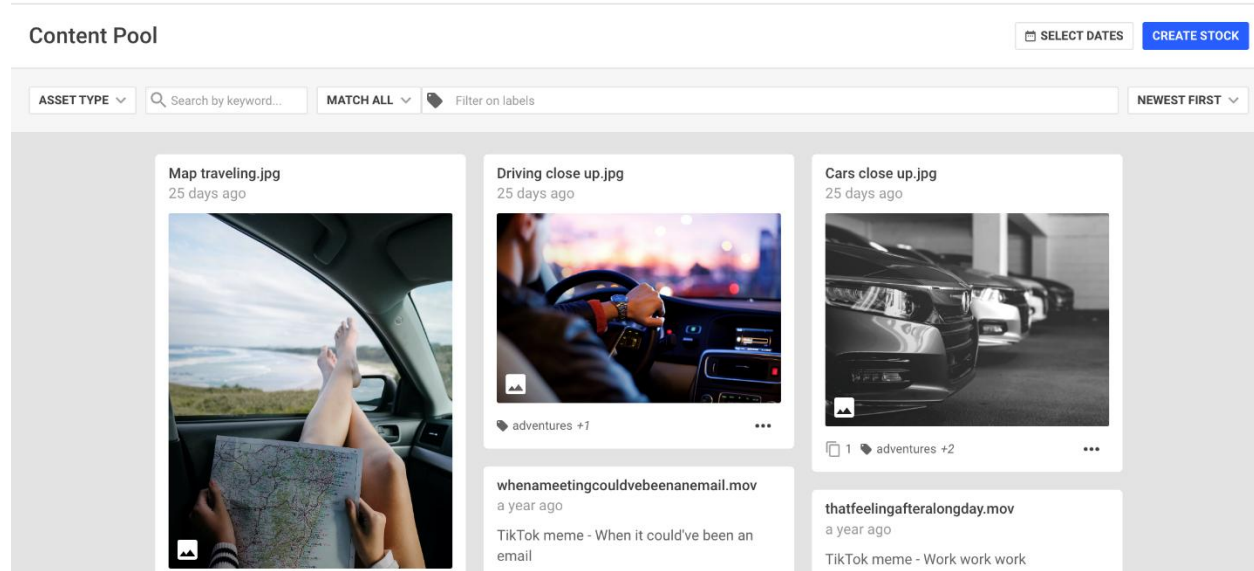 Content Pool
SELECT DATES
CREATE STOCK
ASSET TYPE
Search by keyword...
MATCH ALL
Filter on labels
NEWEST FIRST
Map traveling.jpg
25 days ago
Driving close up.jpg
25 days ago
adventures +1
whenameetingcouldvebeenanemail.mov
a year ago
TikTok meme - When it could've been an
email
Cars close up.jpg
25 days ago
1 adventures +2
thatfeelingafteralongday.mov
a year ago
TikTok meme - Work work work